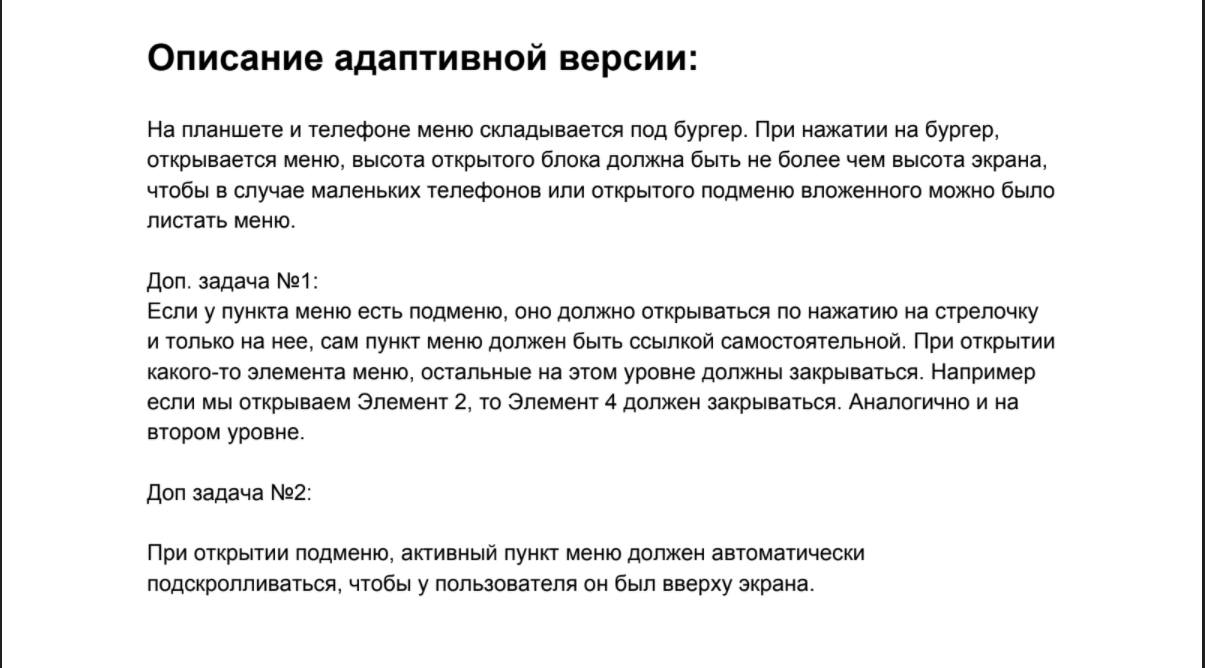 Описание адаптивной версии:
На планшете и телефоне меню складывается под бургер. При нажатии на бургер,
открывается меню, высота открытого блока должна быть не более чем высота экрана,
чтобы в случае маленьких телефонов или открытого подменю вложенного можно было
листать меню.
Доп. задача №1:
Если у пункта меню есть подменю, оно должно открываться по нажатию на стрелочку
и только на нее, сам пункт меню должен быть ссылкой самостоятельной. При открытии
какого-то элемента меню, остальные на этом уровне должны закрываться. Например
если мы открываем Элемент 2, то Элемент 4 должен закрываться. Аналогично и на
втором уровне.
Доп задача №2:
При открытии подменю, активный пункт меню должен автоматически
подскролливаться, чтобы у пользователя он был вверху экрана.